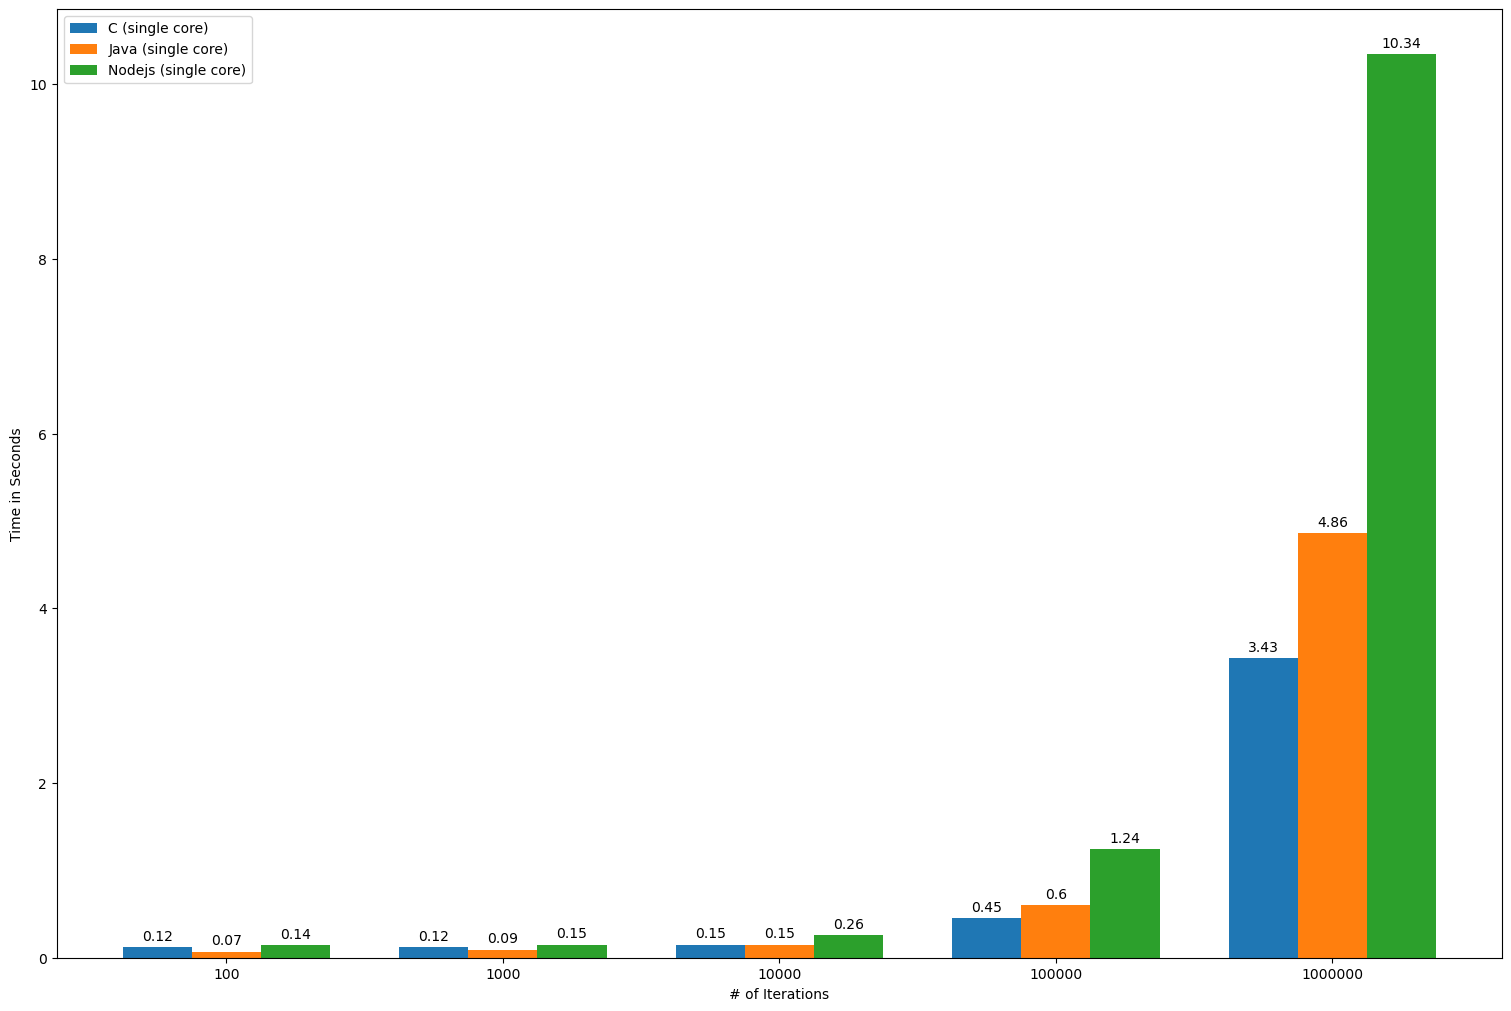 C (single core)
Java (single core)
Nodejs (single core)
10.34
10
8
6
4.86
4
3.43
2
1.24
0.6
0.45
0.26
0.15 0.15
0.12 0.09 0.15
0.12 0.07 0.14
0
100 1000 10000 100000 1000000
# of Iterations
Time in Seconds